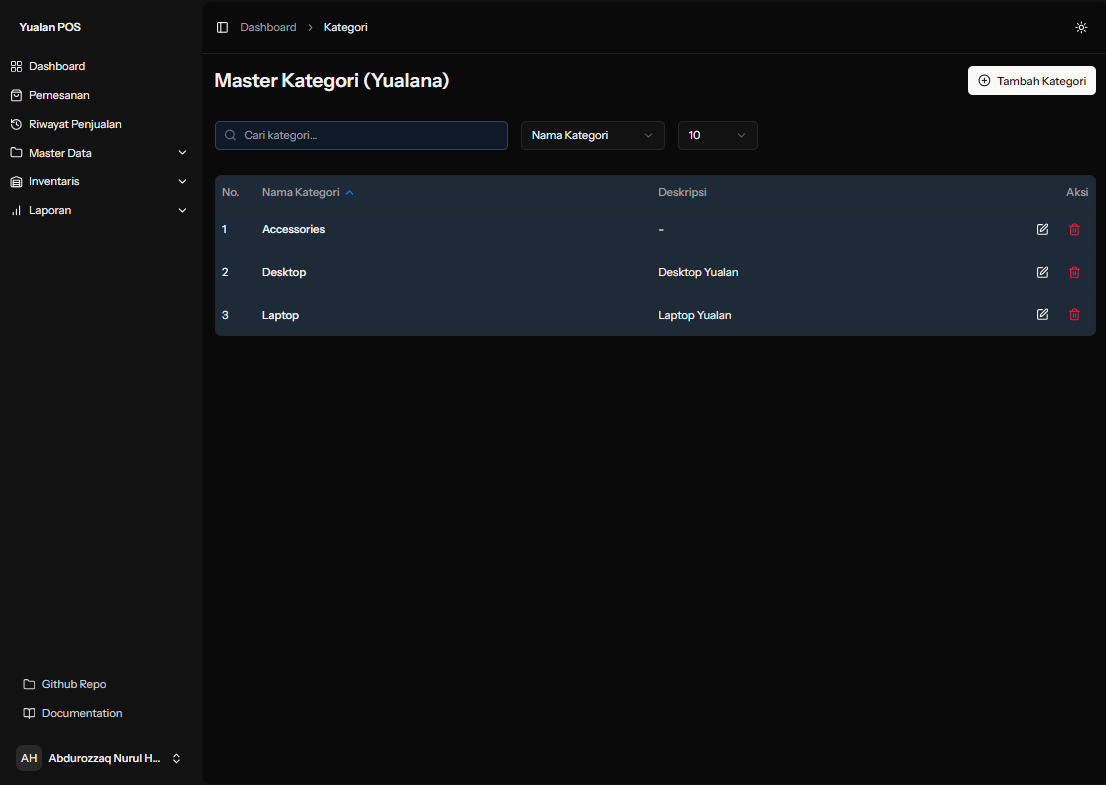 Yualan POS
Dashboard
Pemesanan
Riwayat Penjualan
Master Data
Inventaris
Laporan
Github Repo
Documentation
AH Abdurozzaq Nurul H...
Dashboard > Kategori
Master Kategori (Yualana)
Tambah Kategori
Cari kategori... Nama Kategori 10
No. Nama Kategori Deskripsi Aksi
1 Accessories -
2 Desktop Desktop Yualan
3 Laptop Laptop Yualan